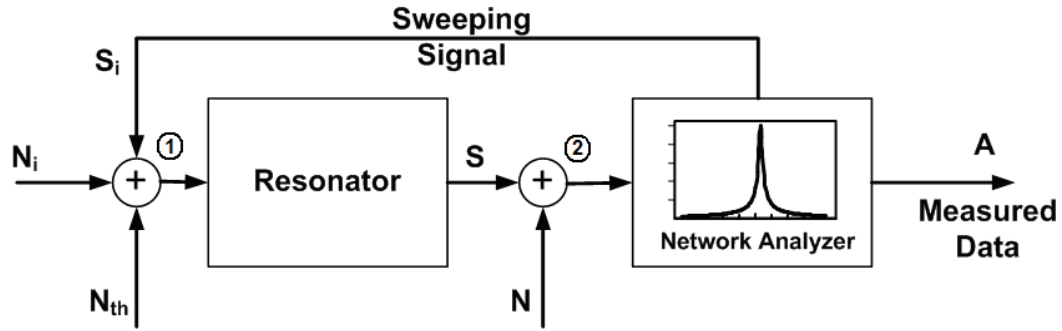 Sweeping
Signal
Sᵢ
①
②
Nᵢ
+
Resonator
S
+
A
Network Analyzer
Measured
Data
Nₜₕ
N